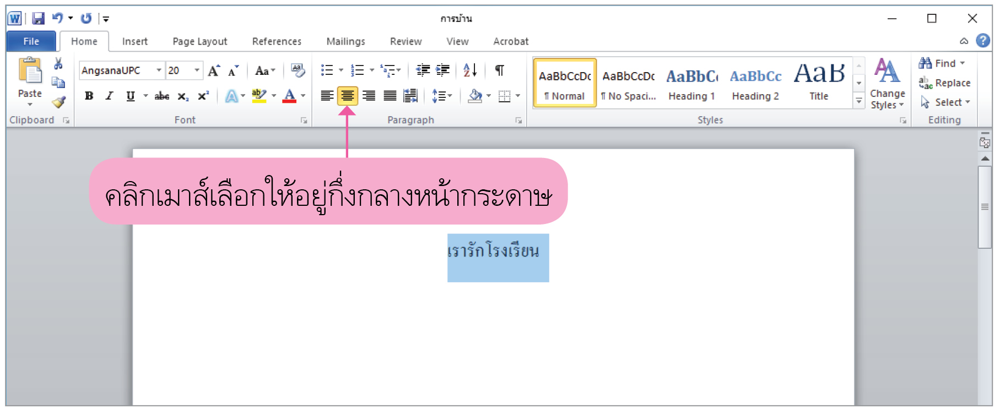 W
การบ้าน
File Home Insert Page Layout References Mailings Review View Acrobat
Paste
Clipboard
AngsanaUPC 20 Aa
B I U abc x₂ x² A ab A
Font
Paragraph
AaBbCcDc AaBbCcDc AaBbC AaBbCc AaB
¶ Normal ¶ No Spaci... Heading 1 Heading 2 Title
Change
Styles
Styles
Find
Replace
Select
Editing
คลิกเมาส์เลือกให้อยู่กึ่งกลางหน้ากระดาษ
เรารักโรงเรียน